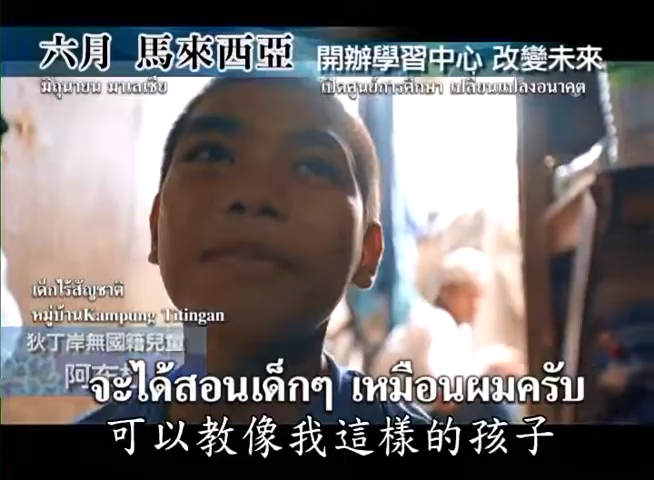 六月 馬來西亞
開辦學習中心 改變未來
มิถุนายน มาเลเซีย
เปิดศูนย์การศึกษา เปลี่ยนแปลงอนาคต
เด็กไร้สัญชาติ
หมู่บ้านKampung Titingan
狄丁岸無國籍兒童
จะได้สอนเด็กๆ เหมือนผมครับ
可以教像我這樣的孩子